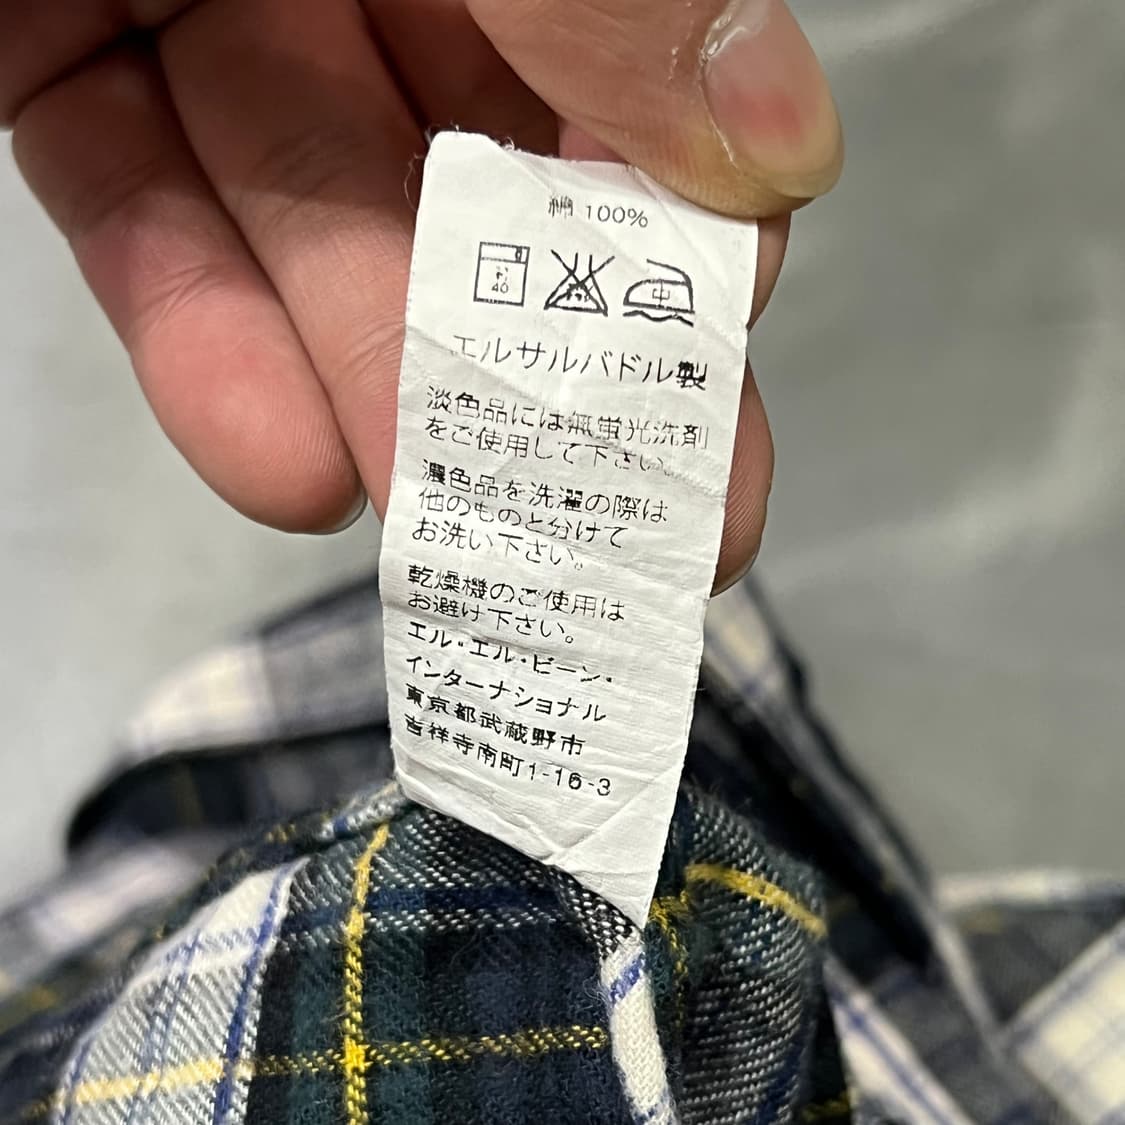 綿 100%
40
中
エルサルバドル製
淡色品には無蛍光洗剤
をご使用して下さい。
濃色品を洗濯の際は
他のものと分けて
お洗い下さい。
乾燥機のご使用は
お避け下さい。
エル・エル・ビーン・
インターナショナル
東京都武蔵野市
吉祥寺南町1-16-3